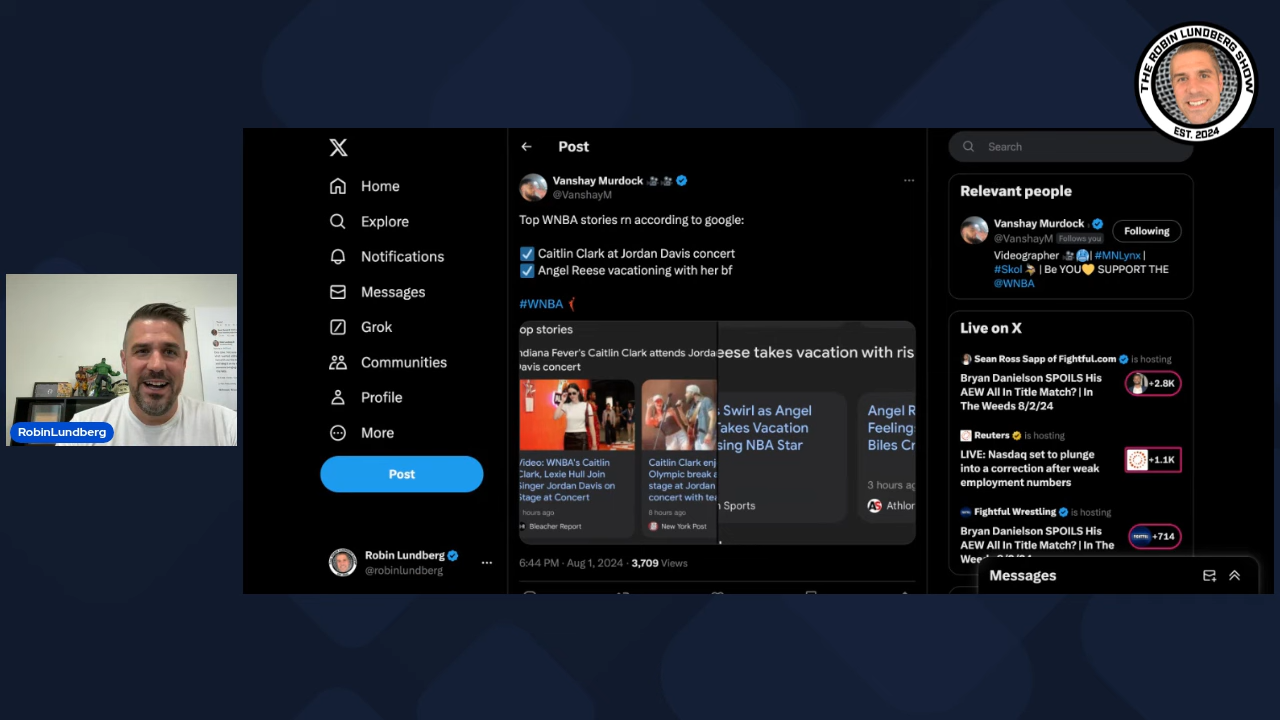 THE ROBIN LUNDBERG SHOW
EST. 2024
RobinLundberg
X
Home
Explore
Notifications
Messages
Grok
Communities
Profile
More
Post
Robin Lundberg
@robinlundberg
Post
Vanshay Murdock
@VanshayM
Top WNBA stories rn according to google:
Caitlin Clark at Jordan Davis concert
Angel Reese vacationing with her bf
#WNBA
op stories
ndiana Fever's Caitlin Clark attends Jorda
avis concert
ideo: WNBA's Caitlin
Clark, Lexie Hull Join
inger Jordan Davis on
Stage at Concert
hours ago
Bleacher Report
Caitlin Clark enj
Olympic break a
stage at Jordan
concert with tea
8 hours ago
New York Post
eese takes vacation with ris
Swirl as Angel
Takes Vacation
sing NBA Star
Sports
Angel R
Feeling
Biles Cr
3 hours ag
Athlon
6:44 PM · Aug 1, 2024 · 3,709 Views
Search
Relevant people
Vanshay Murdock
@VanshayM Follows you
Following
Videographer | #MNLynx |
#Skol | Be YOU SUPPORT THE
@WNBA
Live on X
Sean Ross Sapp of Fightful.com is hosting
Bryan Danielson SPOILS His
AEW All In Title Match? | In
The Weeds 8/2/24
+2.8K
Reuters is hosting
LIVE: Nasdaq set to plunge
into a correction after weak
employment numbers
+1.1K
Fightful Wrestling is hosting
Bryan Danielson SPOILS His
AEW All In Title Match? | In The
+714
Messages